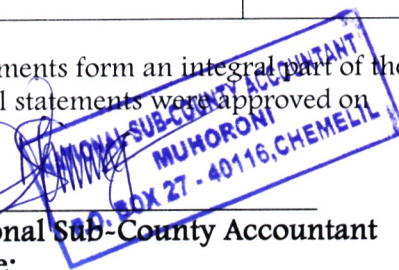 ments form an integral part of the
l statements were approved on
NATIONAL SUB-COUNTY ACCOUNTANT
MUHORONI
P.O. BOX 27 - 40116, CHEMELIL
onal Sub-County Accountant
e: